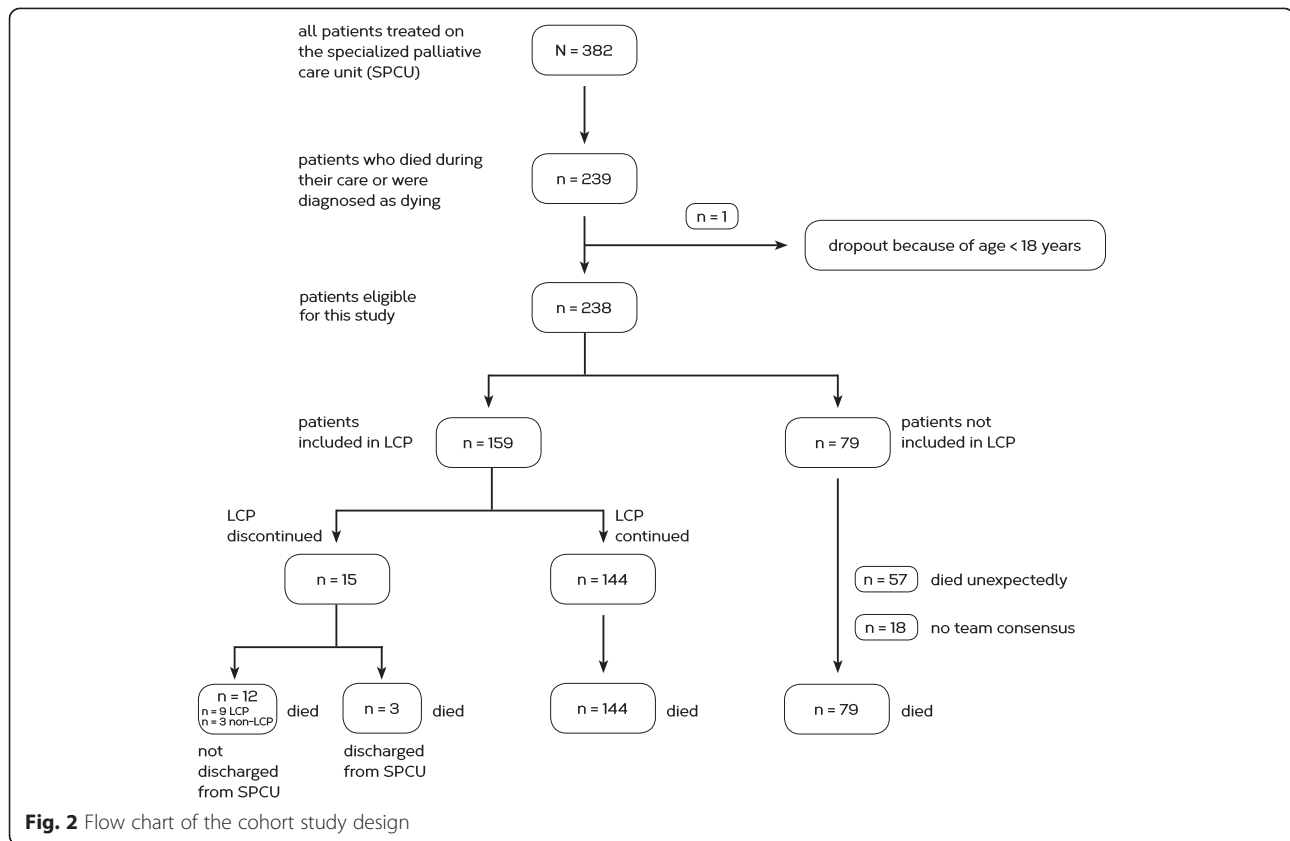 all patients treated on
the specialized palliative
care unit (SPCU)
N = 382
patients who died during
their care or were
diagnosed as dying
n = 239
n = 1
dropout because of age < 18 years
patients eligible
for this study
n = 238
patients
included in LCP
n = 159
n = 79
patients not
included in LCP
LCP
discontinued
LCP
continued
n = 15
n = 144
n = 57 died unexpectedly
n = 18 no team consensus
n = 12
n = 9 LCP
n = 3 non-LCP
died
n = 3 died
n = 144 died
n = 79 died
not
discharged
from SPCU
discharged
from SPCU
Fig. 2 Flow chart of the cohort study design